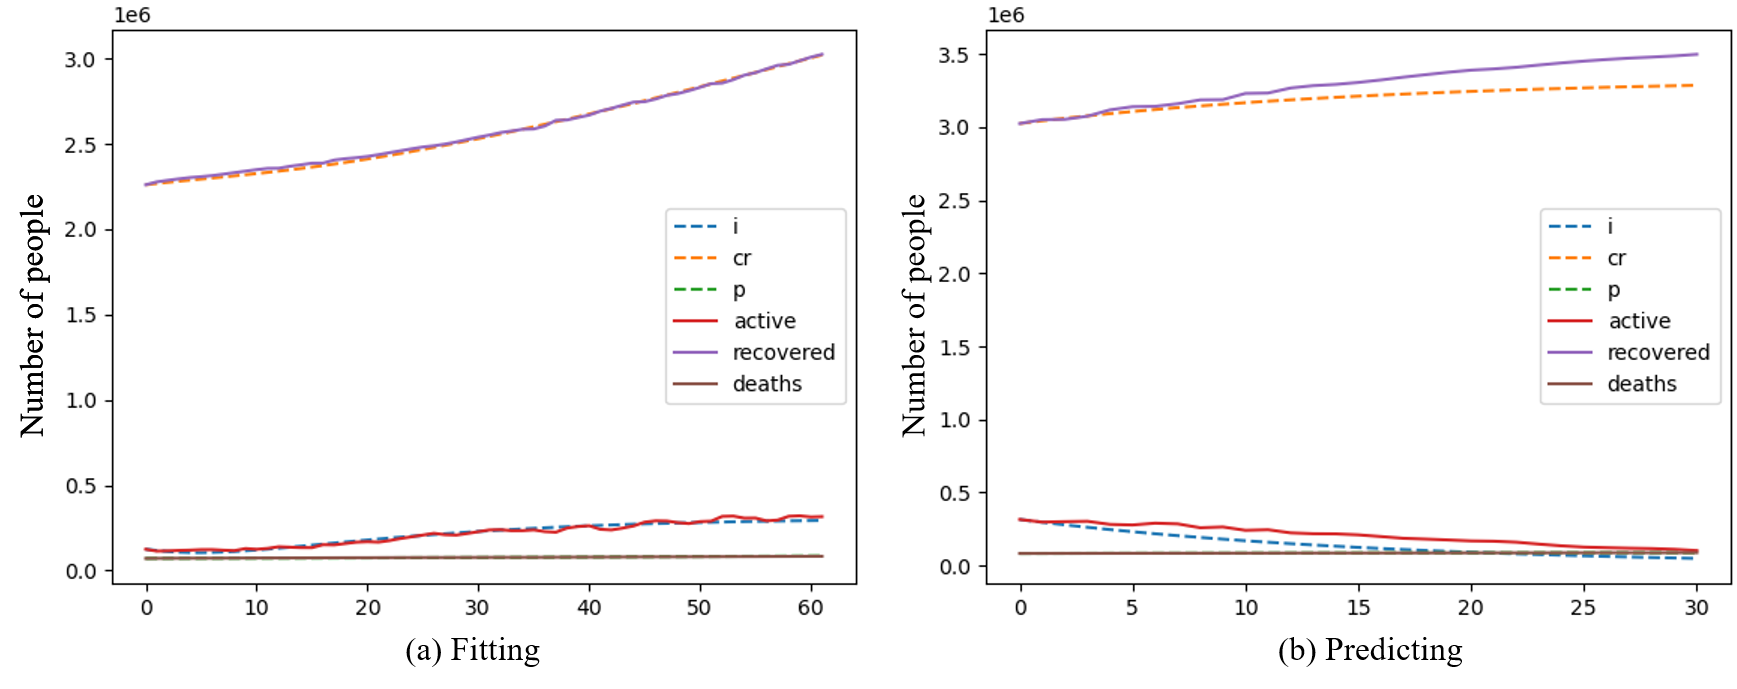 1e6
Number of people
3.0
2.5
2.0
1.5
1.0
0.5
0.0
0 10 20 30 40 50 60
i
cr
p
active
recovered
deaths
(a) Fitting
1e6
Number of people
3.5
3.0
2.5
2.0
1.5
1.0
0.5
0.0
0 5 10 15 20 25 30
i
cr
p
active
recovered
deaths
(b) Predicting